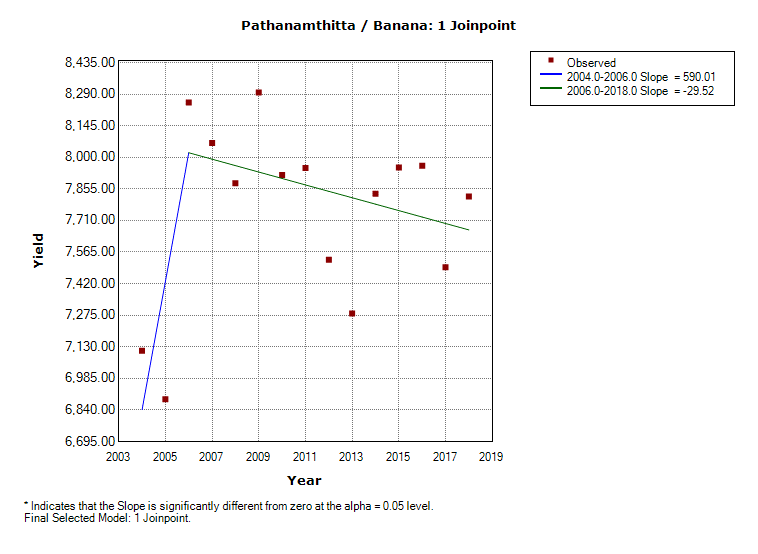 Pathanamthitta / Banana: 1 Joinpoint
Observed
2004.0-2006.0 Slope = 590.01
2006.0-2018.0 Slope = -29.52
8,435.00
8,290.00
8,145.00
8,000.00
7,855.00
7,710.00
7,565.00
7,420.00
7,275.00
7,130.00
6,985.00
6,840.00
6,695.00
Yield
2003 2005 2007 2009 2011 2013 2015 2017 2019
Year
* Indicates that the Slope is significantly different from zero at the alpha = 0.05 level.
Final Selected Model: 1 Joinpoint.